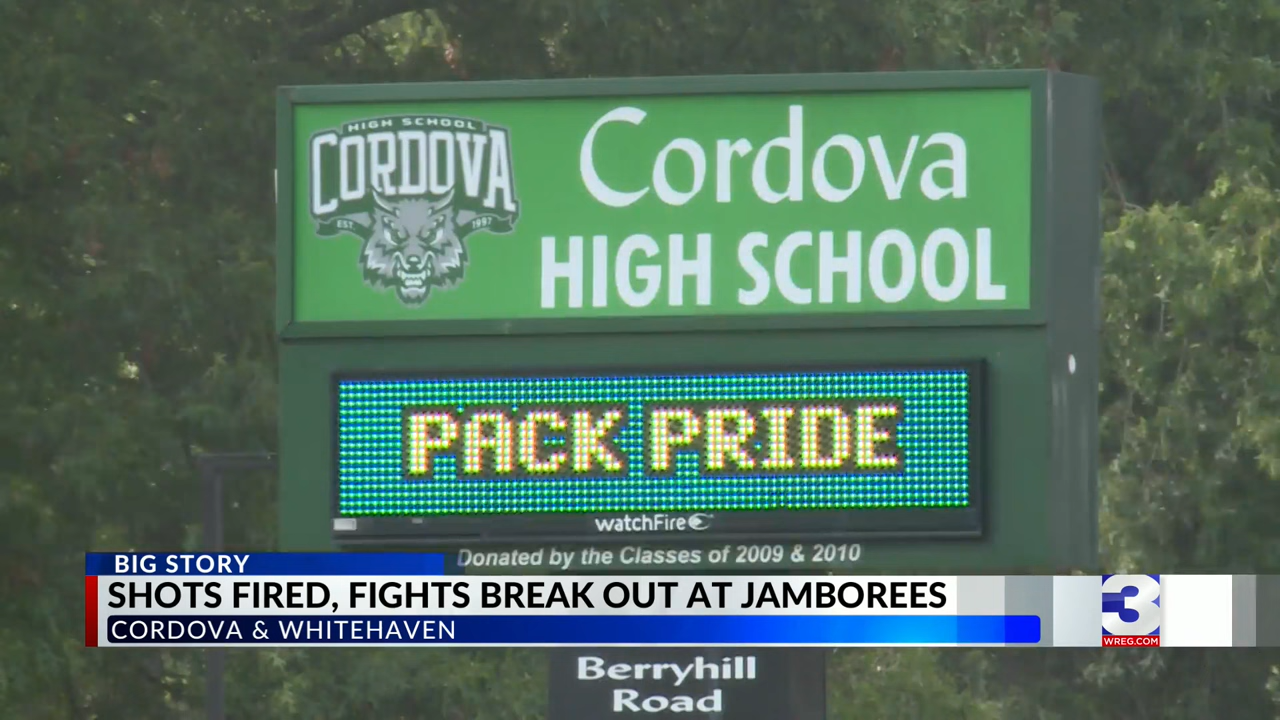 HIGH SCHOOL
CORDOVA
EST. 1997
Cordova
HIGH SCHOOL
PACK PRIDE
watchFire
Donated by the Classes of 2009 & 2010
BIG STORY
SHOTS FIRED, FIGHTS BREAK OUT AT JAMBOREES
CORDOVA & WHITEHAVEN
3
WREG.COM
Berryhill
Road